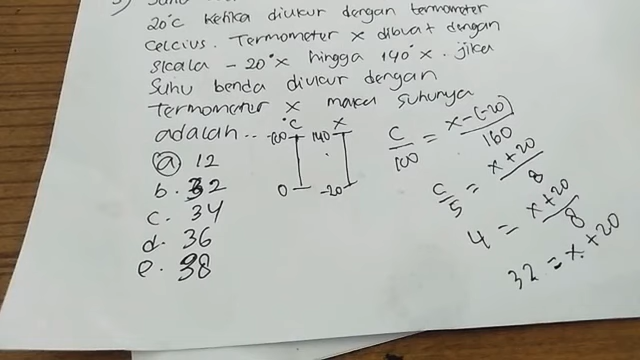 5) Suhu
20°C ketika diukur dengan termometer
Celcius. Termometer X dibuat dengan
skala -20°X hingga 140°X. jika
Suhu benda diukur dengan
Termometer X maka suhunya
adalah..
a 12
b. 32
c. 34
d. 36
e. 38
°C X
100 140
0 -20
C/100 = X-(-20)/160
C/5 = X+20/8
4 = X+20/8
32 = X+20